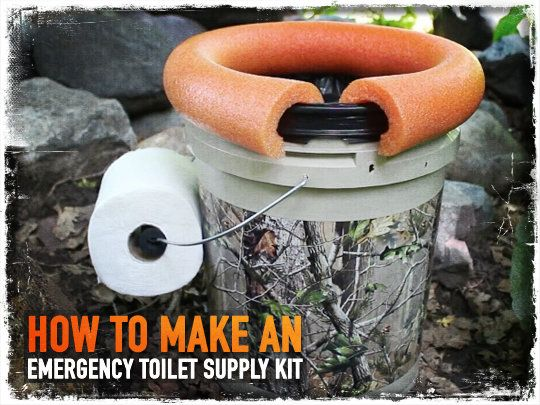 HOW TO MAKE AN
EMERGENCY TOILET SUPPLY KIT